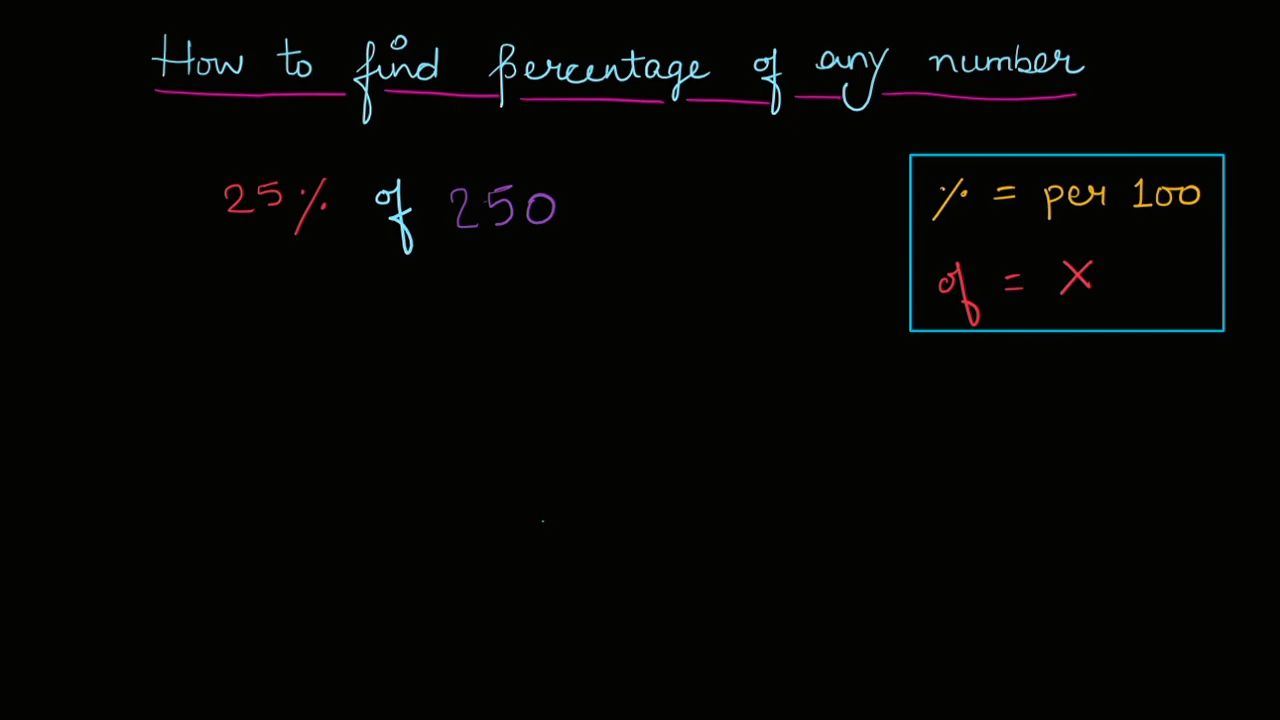 How to find percentage of any number
25% of 250
% = per 100
of = X